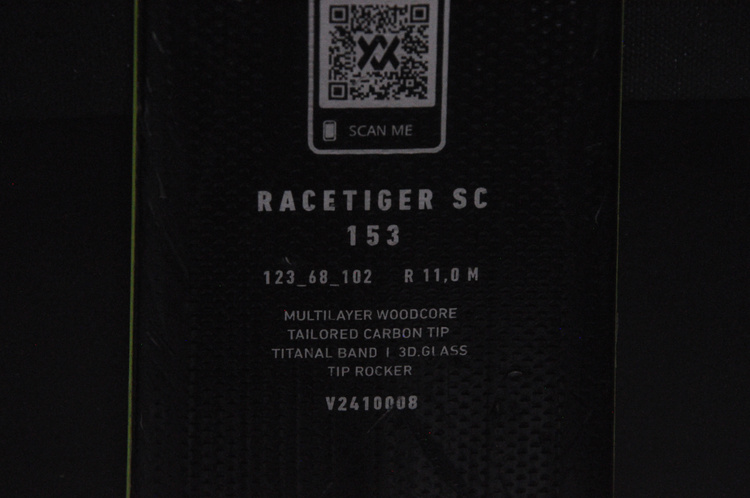 SCAN ME
RACETIGER SC
153
123_68_102 R 11,0 M
MULTILAYER WOODCORE
TAILORED CARBON TIP
TITANAL BAND | 3D.GLASS
TIP ROCKER
V2410008